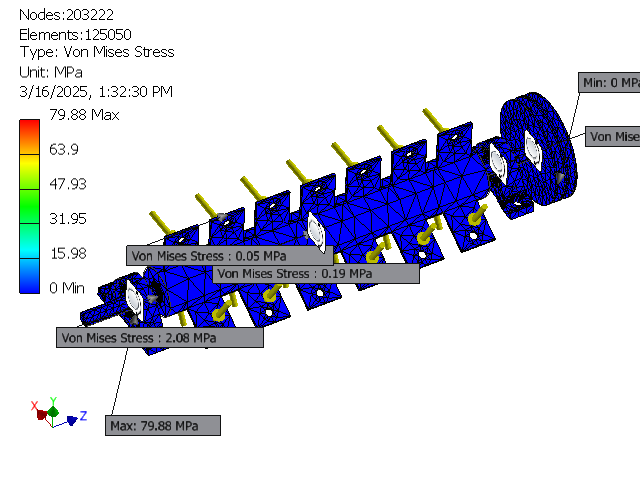 Nodes:203222
Elements:125050
Type: Von Mises Stress
Unit: MPa
3/16/2025, 1:32:30 PM
79.88 Max
63.9
47.93
31.95
15.98
0 Min
Min: 0 MPa
Von Mise
Von Mises Stress : 0.05 MPa
Von Mises Stress : 0.19 MPa
Von Mises Stress : 2.08 MPa
Max: 79.88 MPa
X
Y
Z